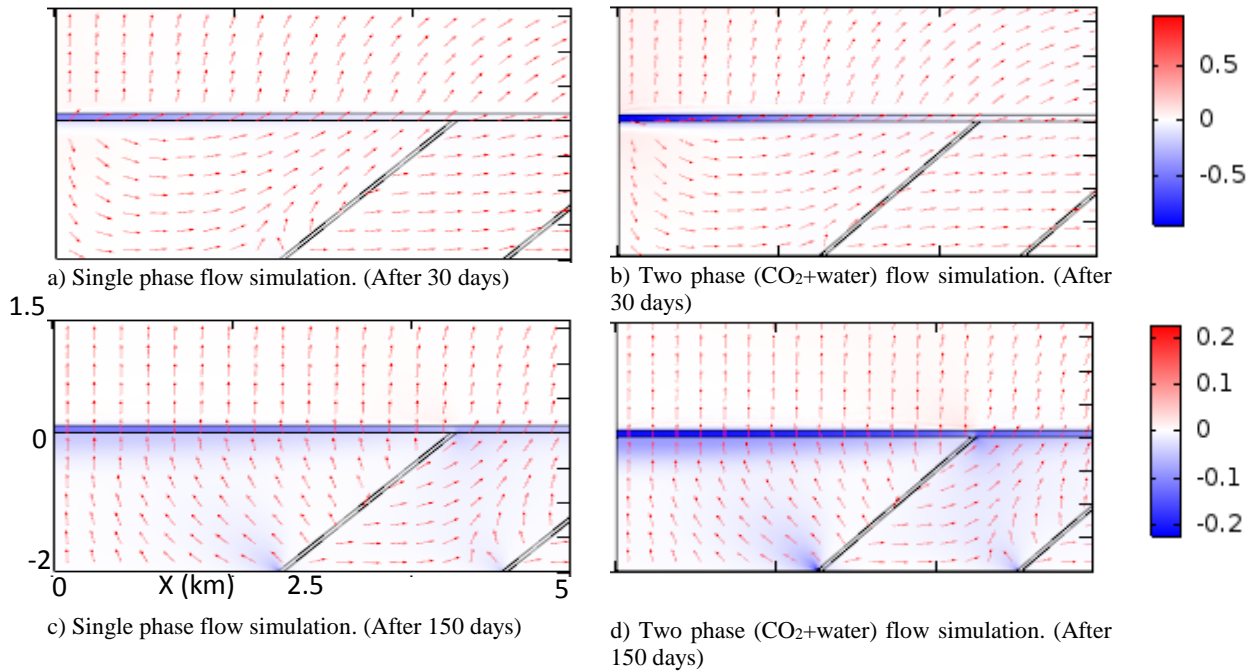 0.5
0
-0.5
a) Single phase flow simulation. (After 30 days)
b) Two phase (CO₂+water) flow simulation. (After
30 days)
1.5
0
-2
0 X (km) 2.5 5
0.2
0.1
0
-0.1
-0.2
c) Single phase flow simulation. (After 150 days)
d) Two phase (CO₂+water) flow simulation. (After
150 days)